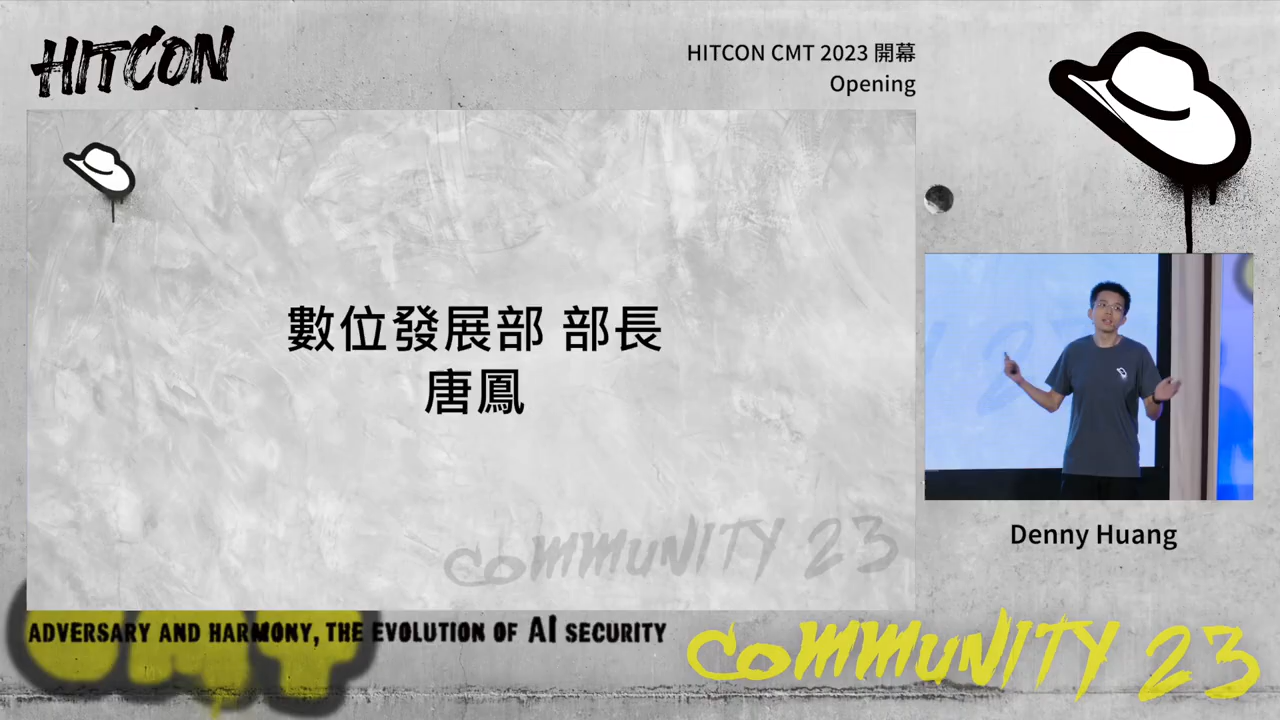 HITCON
HITCON CMT 2023 開幕
Opening
數位發展部 部長
唐鳳
COMMUNITY 23
Denny Huang
CMT
ADVERSARY AND HARMONY, THE EVOLUTION OF AI SECURITY
COMMUNITY 23